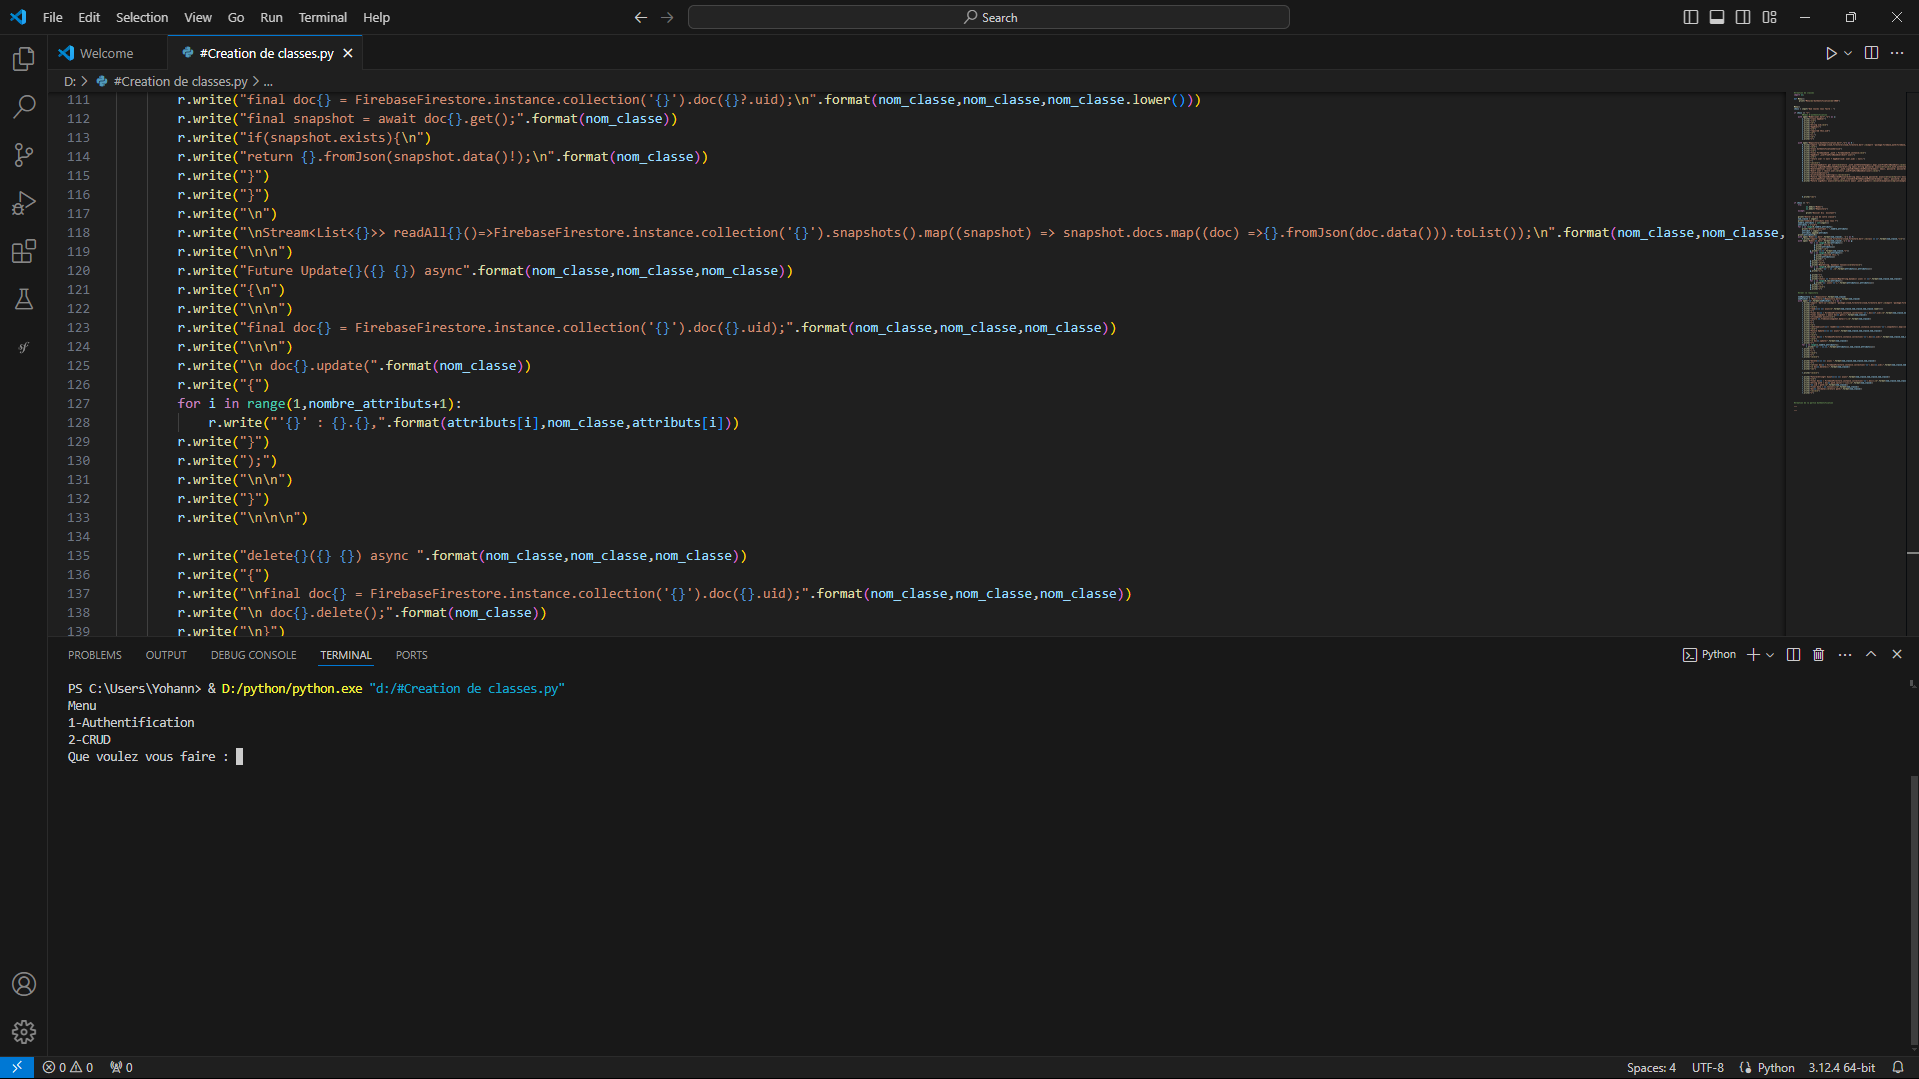 File Edit Selection View Go Run Terminal Help
Search
Welcome
#Creation de classes.py
D: > #Creation de classes.py > ...
111 r.write("final doc{} = FirebaseFirestore.instance.collection('{}').doc({}?.uid);\n".format(nom_classe,nom_classe,nom_classe.lower()))
112 r.write("final snapshot = await doc{}.get();".format(nom_classe))
113 r.write("if(snapshot.exists){\n")
114 r.write("return {}.fromJson(snapshot.data()!);\n".format(nom_classe))
115 r.write("}")
116 r.write("}")
117 r.write("\n")
118 r.write("\nStream<List<{}>> readAll{}()=>FirebaseFirestore.instance.collection('{}').snapshots().map((snapshot) => snapshot.docs.map((doc) =>{}.fromJson(doc.data())).toList());\n".format(nom_classe,nom_classe,
119 r.write("\n\n")
120 r.write("Future Update{}({} {}) async".format(nom_classe,nom_classe,nom_classe))
121 r.write("{\n")
122 r.write("\n\n")
123 r.write("final doc{} = FirebaseFirestore.instance.collection('{}').doc({}.uid);".format(nom_classe,nom_classe,nom_classe))
124 r.write("\n\n")
125 r.write("\n doc{}.update(".format(nom_classe))
126 r.write("{")
127 for i in range(1,nombre_attributs+1):
128 r.write("'{}' : {}.{},".format(attributs[i],nom_classe,attributs[i]))
129 r.write("}")
130 r.write(");")
131 r.write("\n\n")
132 r.write("}")
133 r.write("\n\n\n")
134
135 r.write("delete{}({} {}) async ".format(nom_classe,nom_classe,nom_classe))
136 r.write("{")
137 r.write("\nfinal doc{} = FirebaseFirestore.instance.collection('{}').doc({}.uid);".format(nom_classe,nom_classe,nom_classe))
138 r.write("\n doc{}.delete();".format(nom_classe))
139 r.write("\n}")
PROBLEMS OUTPUT DEBUG CONSOLE TERMINAL PORTS
Python
PS C:\Users\Yohann> & D:/python/python.exe "d:/#Creation de classes.py"
Menu
1-Authentification
2-CRUD
Que voulez vous faire :
0 0 0
Spaces: 4 UTF-8 Python 3.12.4 64-bit